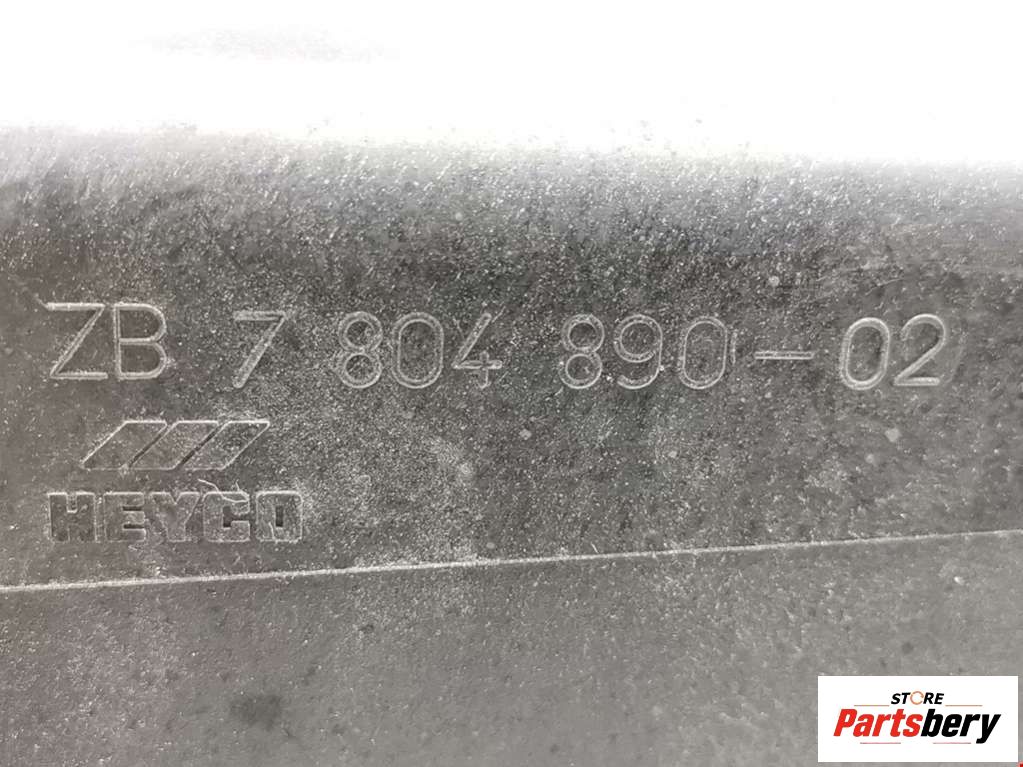 ZB 7 804 890-02
HEYCO
STORE
Partsbery